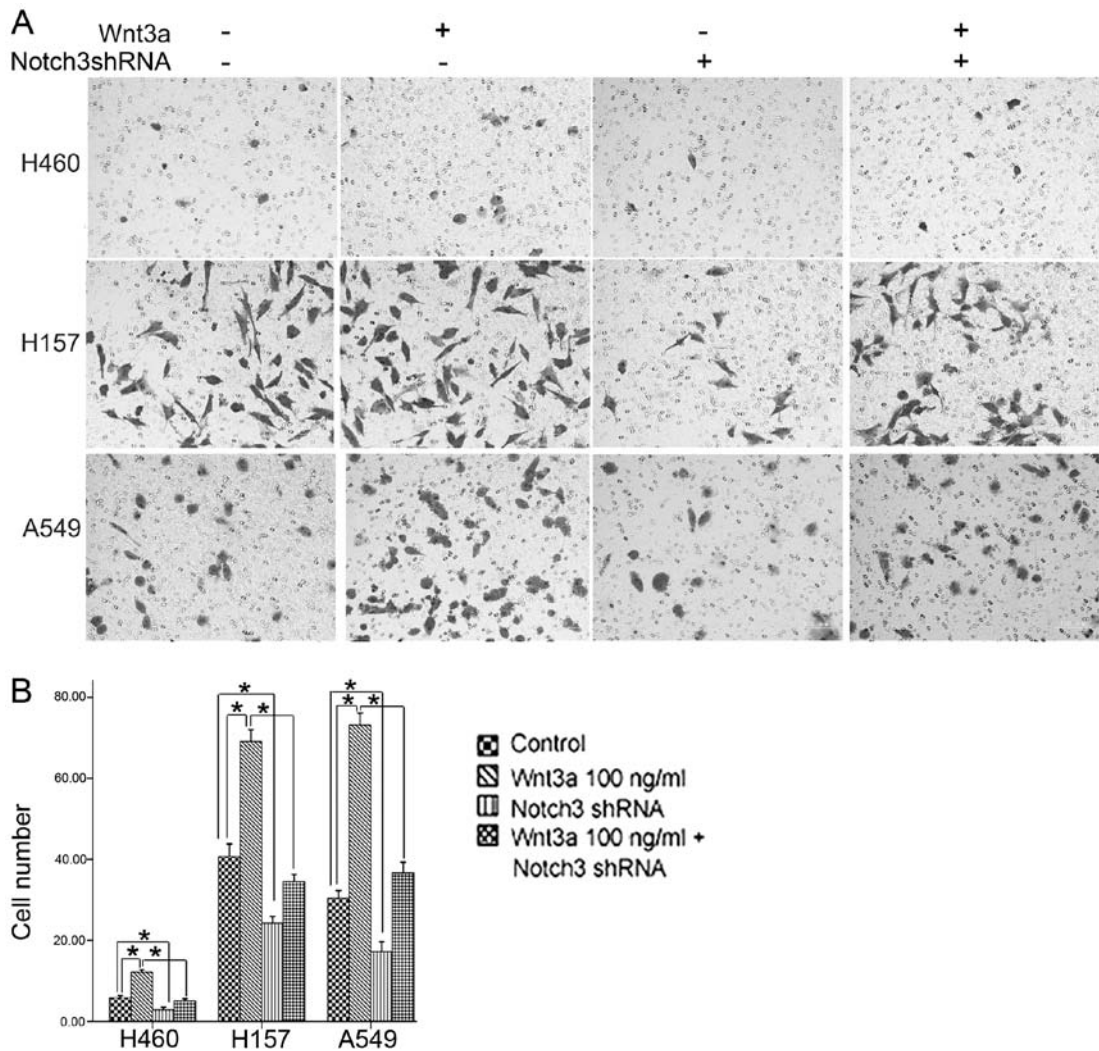 A
Wnt3a - + - +
Notch3shRNA - - + +
H460
H157
A549
B
Cell number
80.00
60.00
40.00
20.00
0.00
* * *
* * *
* * *
H460 H157 A549
Control
Wnt3a 100 ng/ml
Notch3 shRNA
Wnt3a 100 ng/ml +
Notch3 shRNA